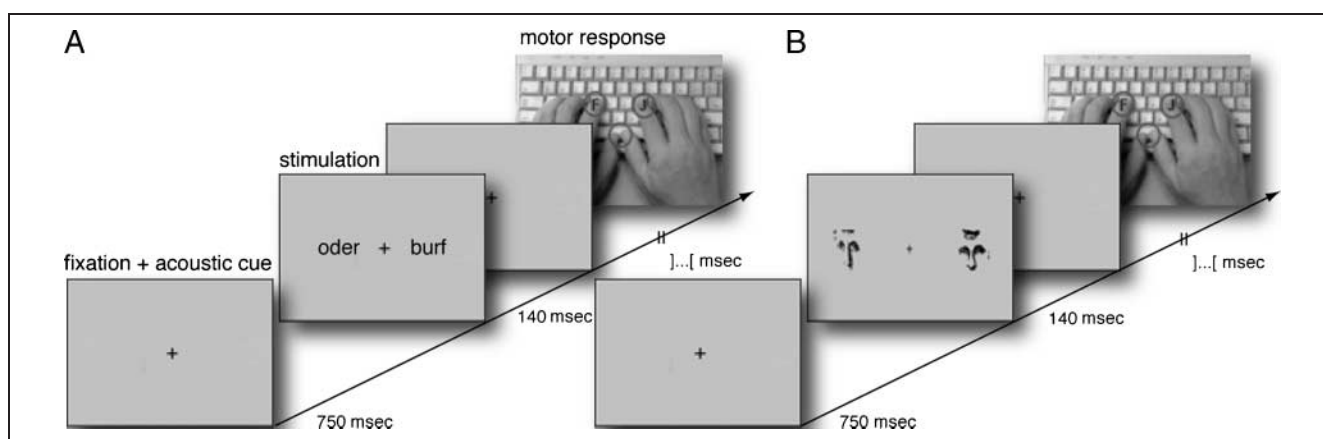 A
motor response
F J
stimulation
+
oder + burf
fixation + acoustic cue
+
750 msec
140 msec
]...[ msec
B
F J
+
+
+
750 msec
140 msec
]...[ msec